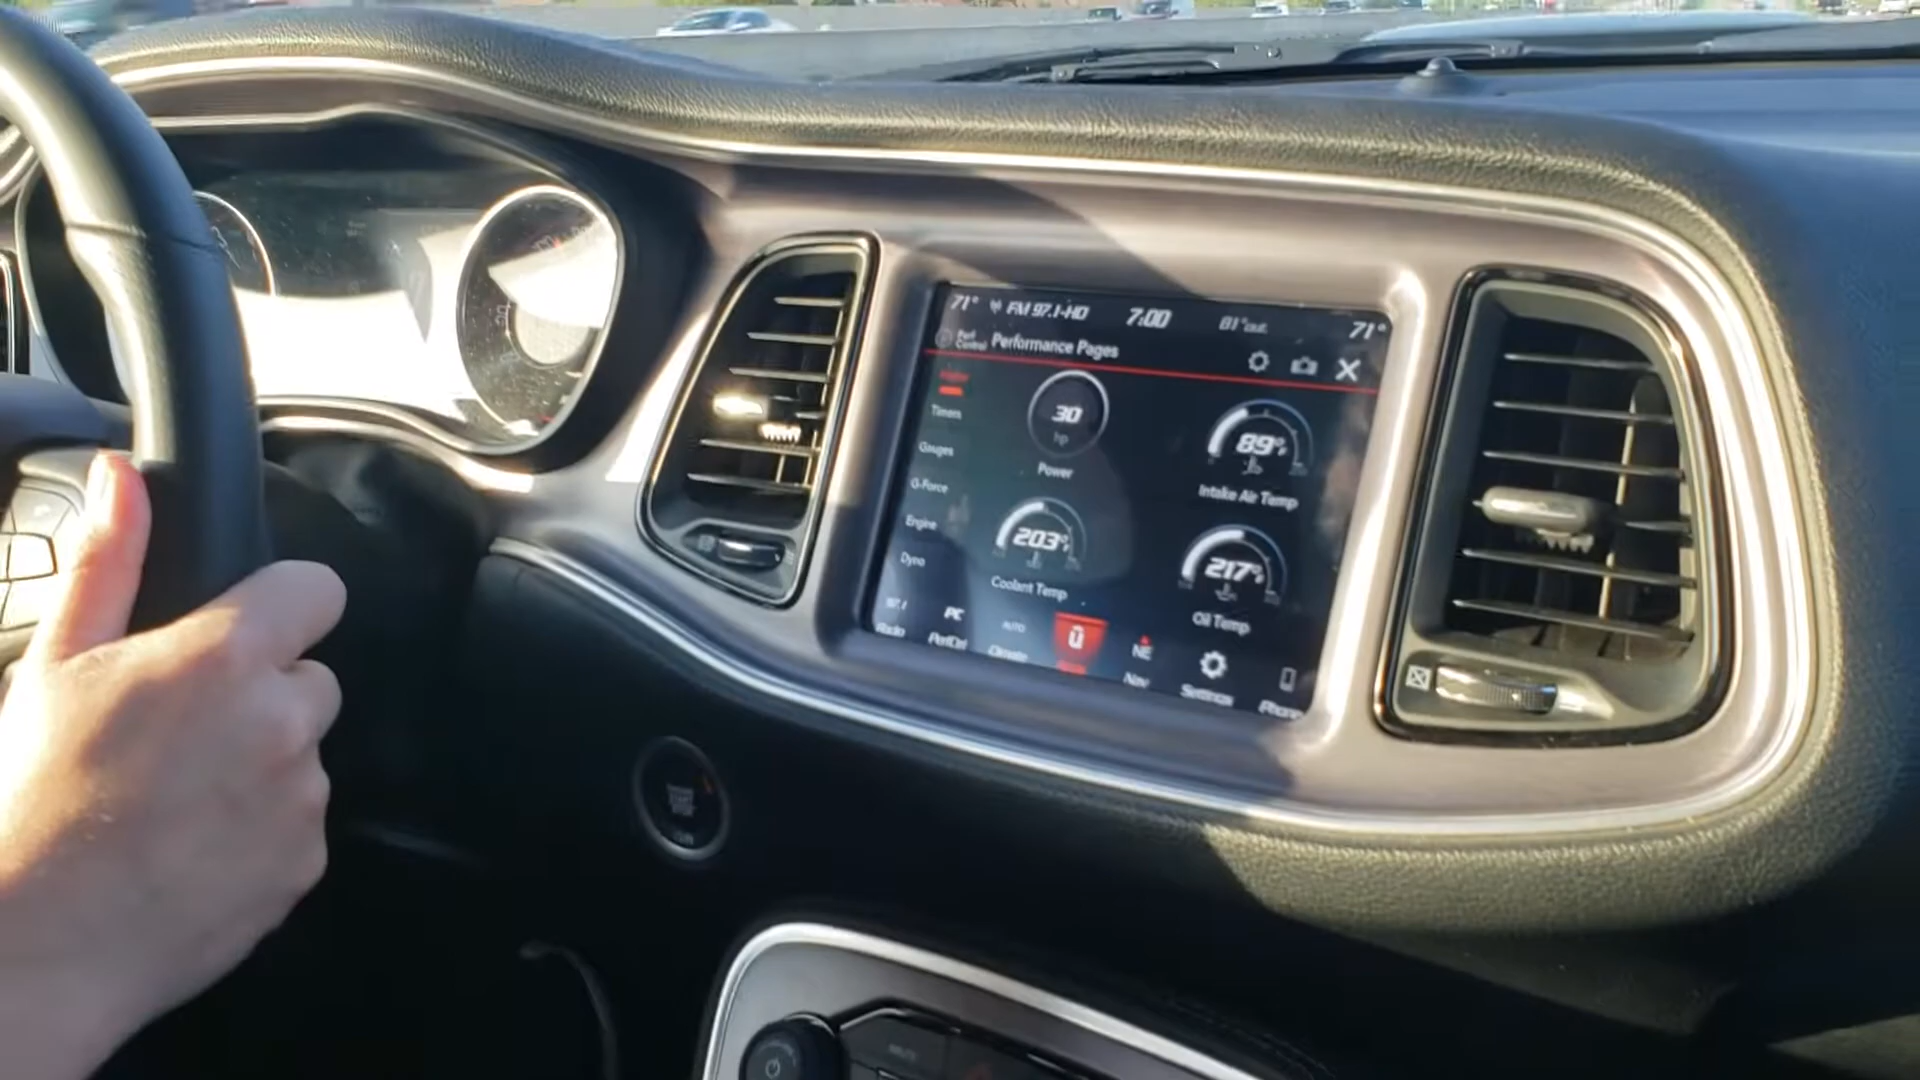 71° FM 97.1-HD 7:00 81°out 71°
Perf Control Performance Pages
Timers
Gauges
G-Force
Engine
Dyno
30
hp
Power
89°F
Intake Air Temp
203°F
Coolant Temp
217°F
Oil Temp
97.1
Radio
PC
PerfCtrl
AUTO
Climate
NE
Nav
Settings
Phone